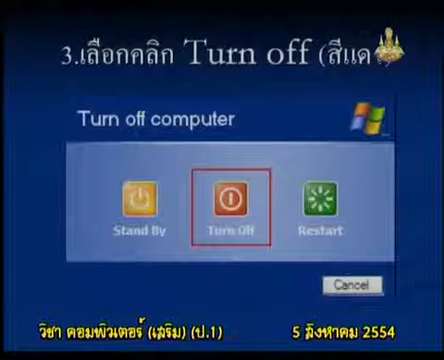 3.เลือกคลิก Turn off (สีแดง
Turn off computer
Stand By
Turn Off
Restart
Cancel
วิชา คอมพิวเตอร์ (เสริม) (ป.1)
5 สิงหาคม 2554